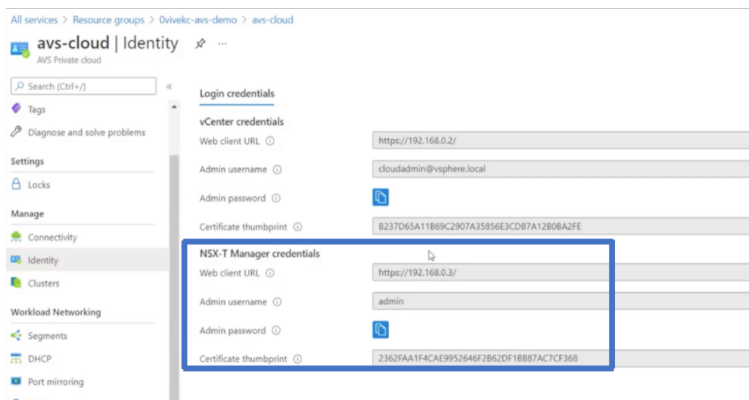 All services > Resource groups > 0vivekc-avs-demo > avs-cloud
avs-cloud | Identity
AVS Private cloud
Search (Ctrl+/)
Tags
Diagnose and solve problems
Settings
Locks
Manage
Connectivity
Identity
Clusters
Workload Networking
Segments
DHCP
Port mirroring
Login credentials
vCenter credentials
Web client URL https://192.168.0.2/
Admin username cloudadmin@vsphere.local
Admin password
Certificate thumbprint B237D65A11B69C2907A35856E3CDB7A12B0BA2FE
NSX-T Manager credentials
Web client URL https://192.168.0.3/
Admin username admin
Admin password
Certificate thumbprint 2362FAA1F4CAE9952646F2B62DF1BB87AC7CF368